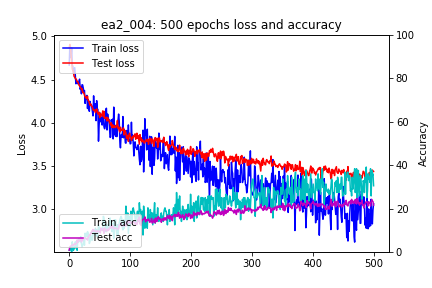 ea2_004: 500 epochs loss and accuracy
5.0
4.5
4.0
3.5
3.0
Loss
Train loss
Test loss
Train acc
Test acc
100
80
60
40
20
0
Accuracy
0 100 200 300 400 500